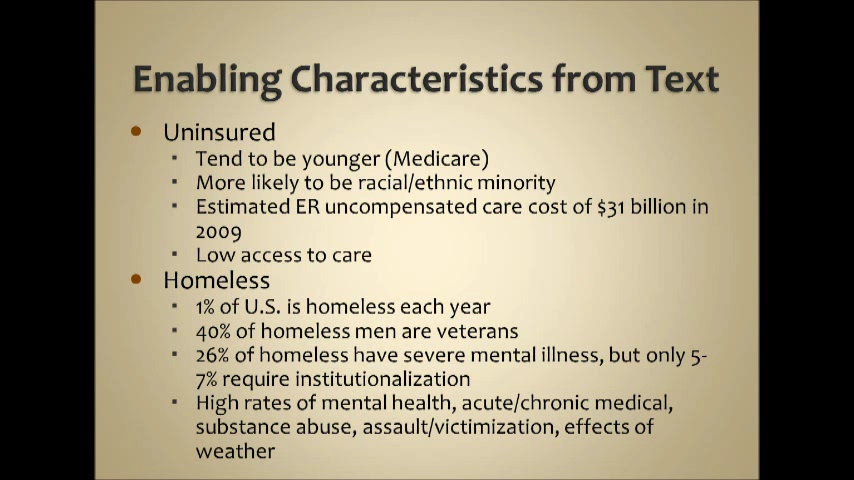 Enabling Characteristics from Text
• Uninsured
▪ Tend to be younger (Medicare)
▪ More likely to be racial/ethnic minority
▪ Estimated ER uncompensated care cost of $31 billion in
2009
▪ Low access to care
• Homeless
▪ 1% of U.S. is homeless each year
▪ 40% of homeless men are veterans
▪ 26% of homeless have severe mental illness, but only 5-
7% require institutionalization
▪ High rates of mental health, acute/chronic medical,
substance abuse, assault/victimization, effects of
weather